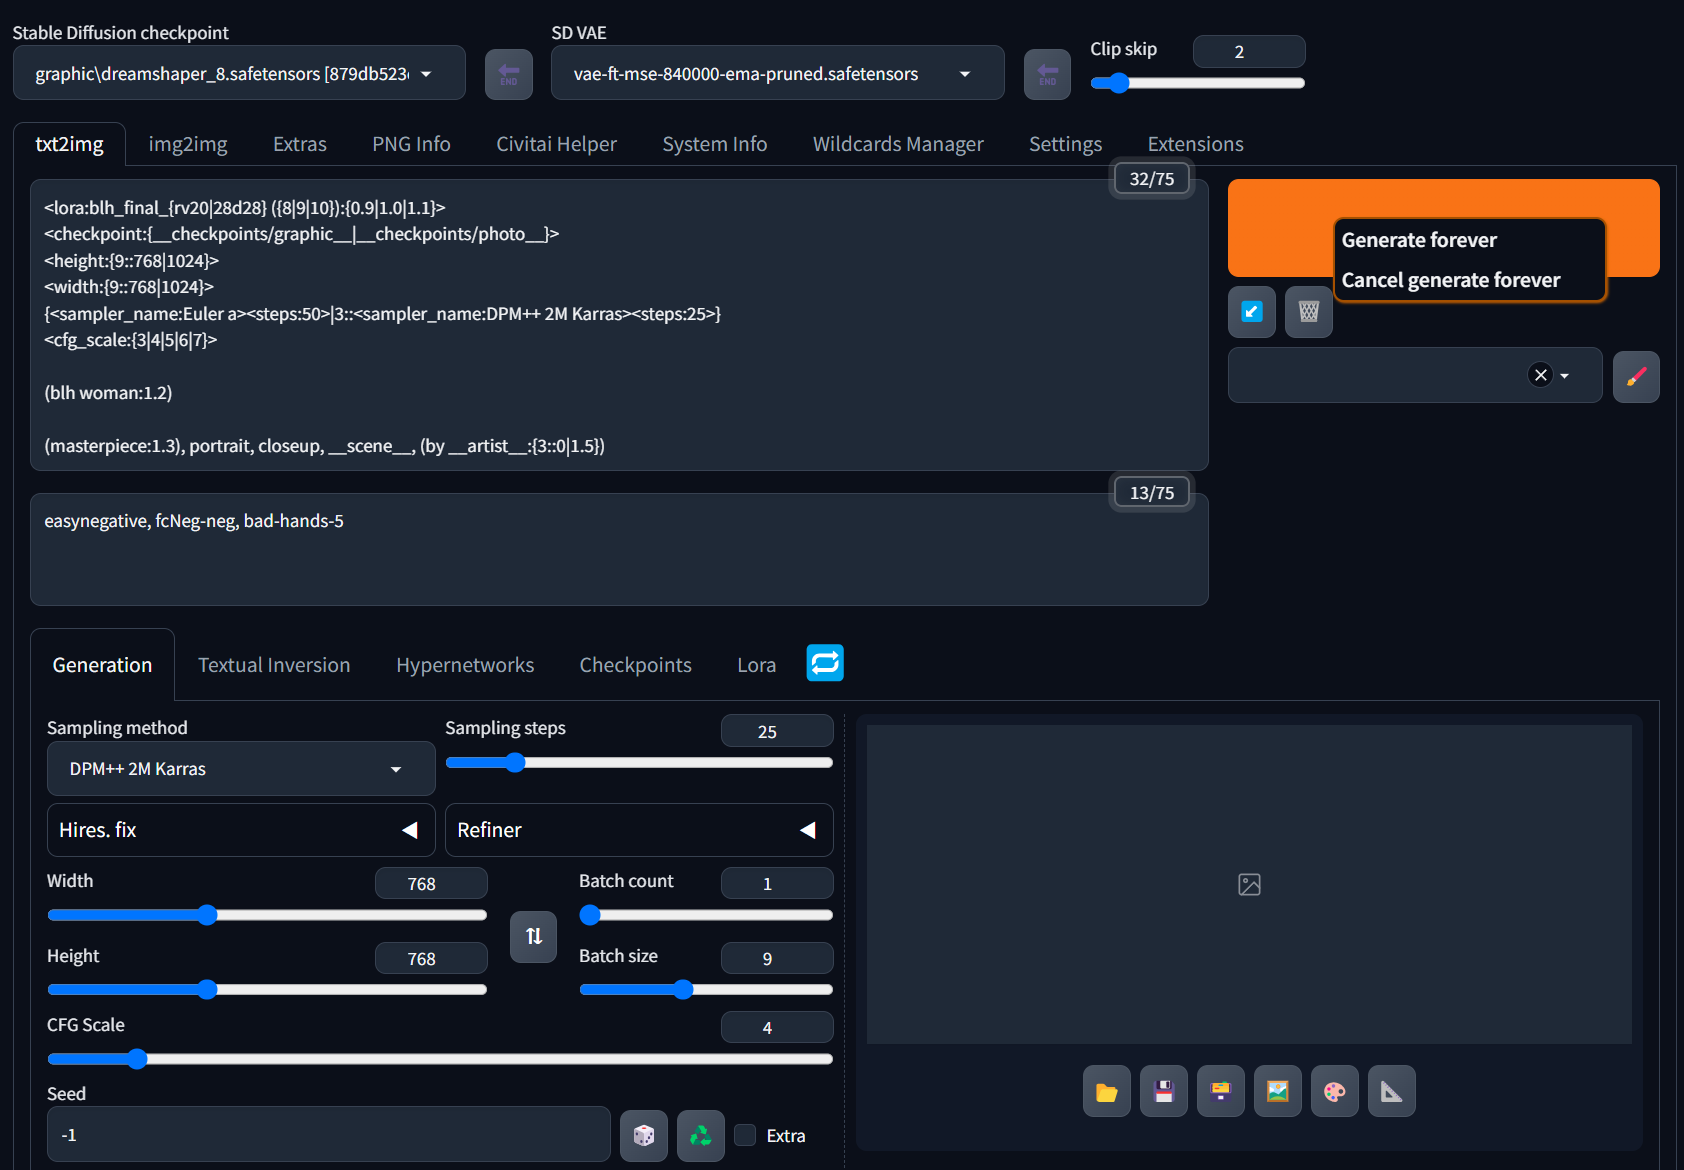 Stable Diffusion checkpoint
SD VAE
Clip skip
2
graphic\dreamshaper_8.safetensors [879db523
END
vae-ft-mse-840000-ema-pruned.safetensors
END
txt2img
img2img
Extras
PNG Info
Civitai Helper
System Info
Wildcards Manager
Settings
Extensions
32/75
<lora:blh_final_{rv20|28d28} ({8|9|10}):{0.9|1.0|1.1}>
<checkpoint:{__checkpoints/graphic__|__checkpoints/photo__}>
<height:{9::768|1024}>
<width:{9::768|1024}>
{<sampler_name:Euler a><steps:50>|3::<sampler_name:DPM++ 2M Karras><steps:25>}
<cfg_scale:{3|4|5|6|7}>
(blh woman:1.2)
(masterpiece:1.3), portrait, closeup, __scene__, (by __artist__:{3::0|1.5})
Generate forever
Cancel generate forever
13/75
easynegative, fcNeg-neg, bad-hands-5
Generation
Textual Inversion
Hypernetworks
Checkpoints
Lora
Sampling method
DPM++ 2M Karras
Sampling steps
25
Hires. fix
Refiner
Width
768
Batch count
1
Height
768
Batch size
9
CFG Scale
4
Seed
-1
Extra